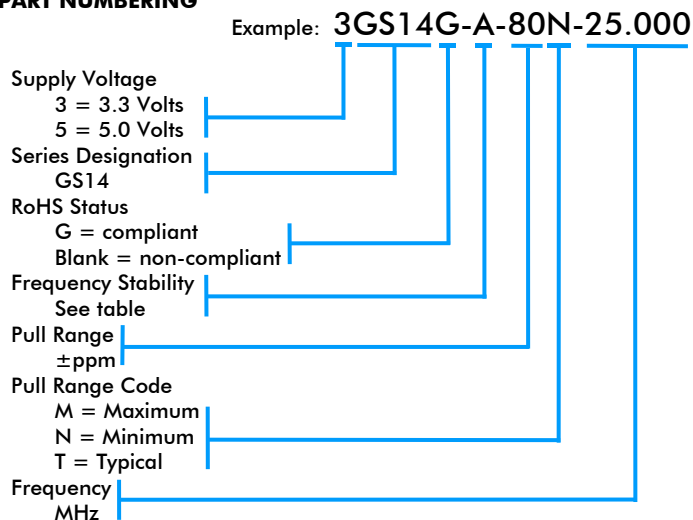 PART NUMBERING
Example: 3GS14G-A-80N-25.000
Supply Voltage
3 = 3.3 Volts
5 = 5.0 Volts
Series Designation
GS14
RoHS Status
G = compliant
Blank = non-compliant
Frequency Stability
See table
Pull Range
±ppm
Pull Range Code
M = Maximum
N = Minimum
T = Typical
Frequency
MHz